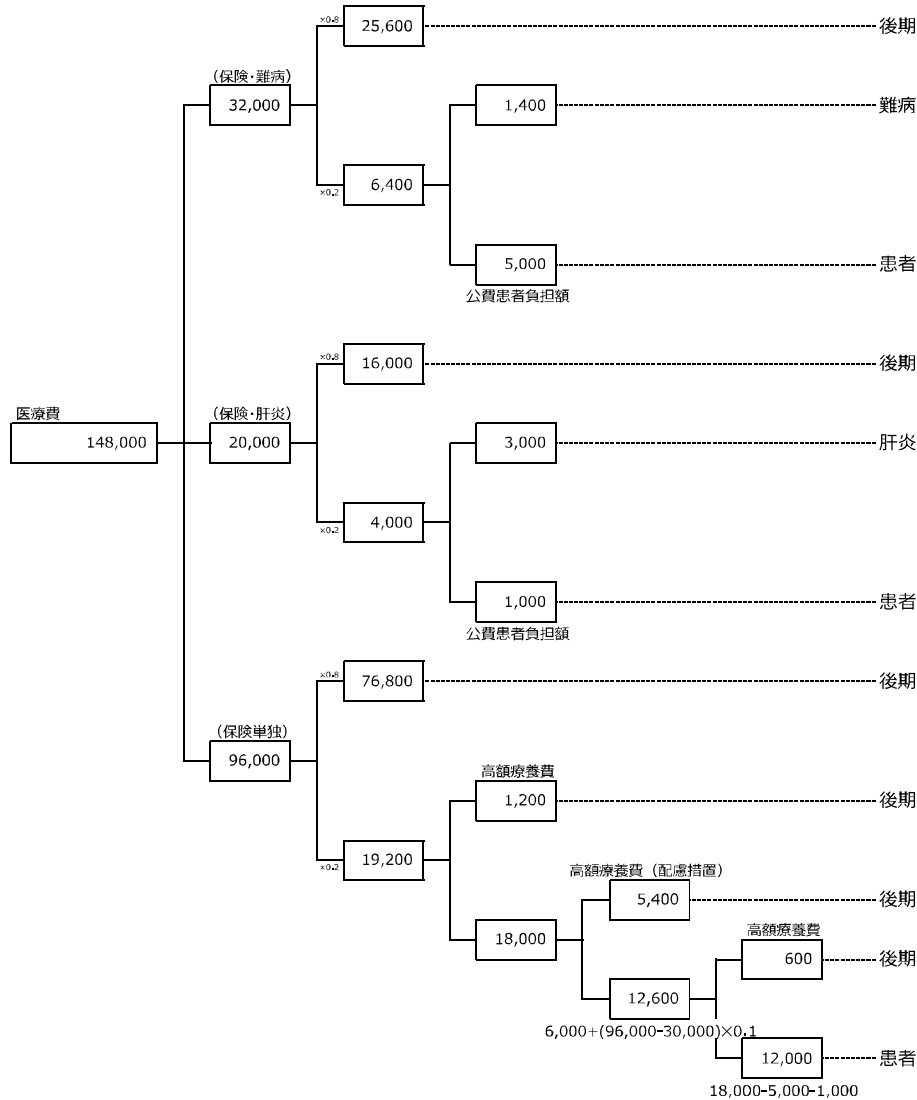 ×0.8
25,600
後期
(保険・難病)
32,000
1,400
難病
×0.2
6,400
5,000
患者
公費患者負担額
×0.8
16,000
後期
医療費
148,000
(保険・肝炎)
20,000
3,000
肝炎
×0.2
4,000
1,000
患者
公費患者負担額
×0.8
76,800
後期
(保険単独)
96,000
高額療養費
1,200
後期
×0.2
19,200
高額療養費(配慮措置)
5,400
後期
18,000
高額療養費
600
後期
12,600
6,000+(96,000-30,000)×0.1
12,000
患者
18,000-5,000-1,000